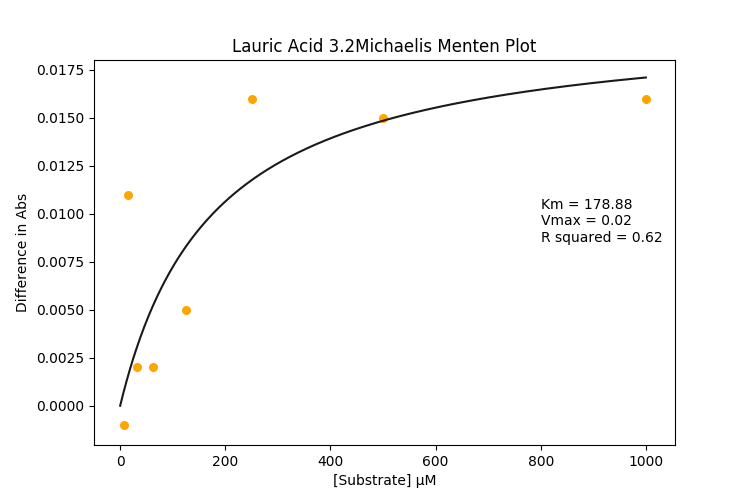 Lauric Acid 3.2Michaelis Menten Plot
0.0175
0.0150
0.0125
0.0100
0.0075
0.0050
0.0025
0.0000
Difference in Abs
Km = 178.88
Vmax = 0.02
R squared = 0.62
0 200 400 600 800 1000
[Substrate] µM